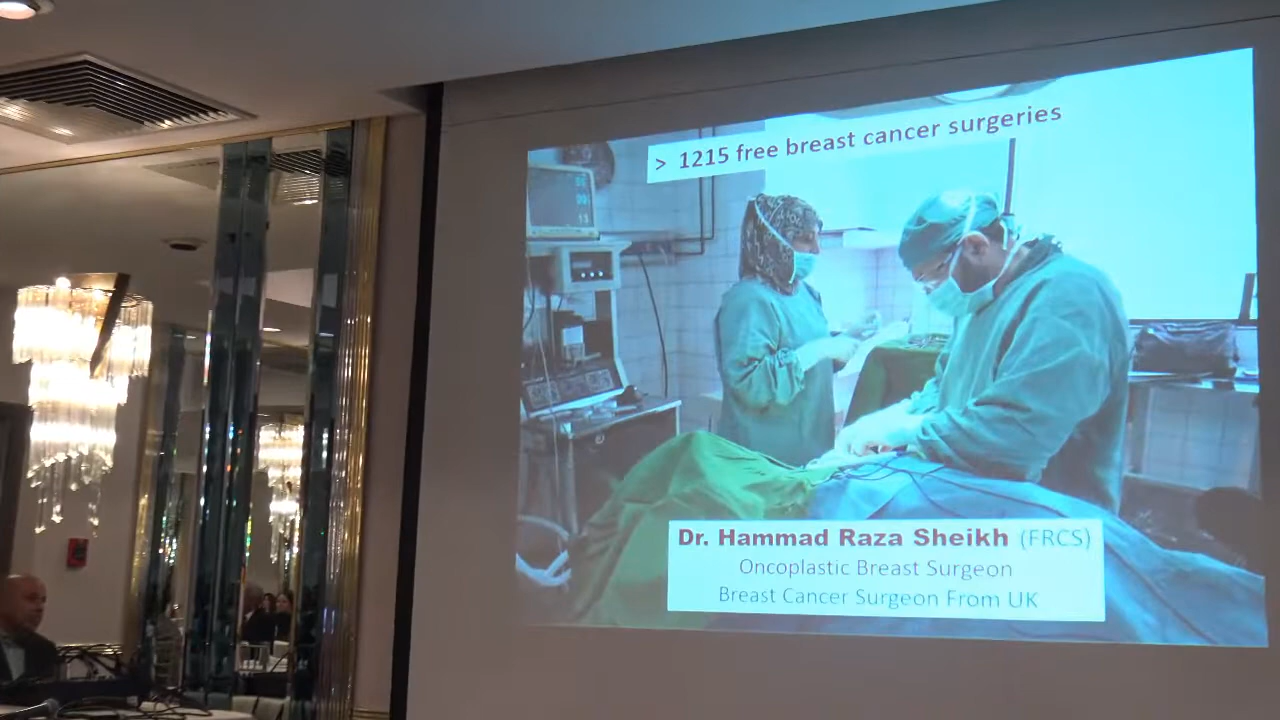 > 1215 free breast cancer surgeries
Dr. Hammad Raza Sheikh (FRCS)
Oncoplastic Breast Surgeon
Breast Cancer Surgeon From UK